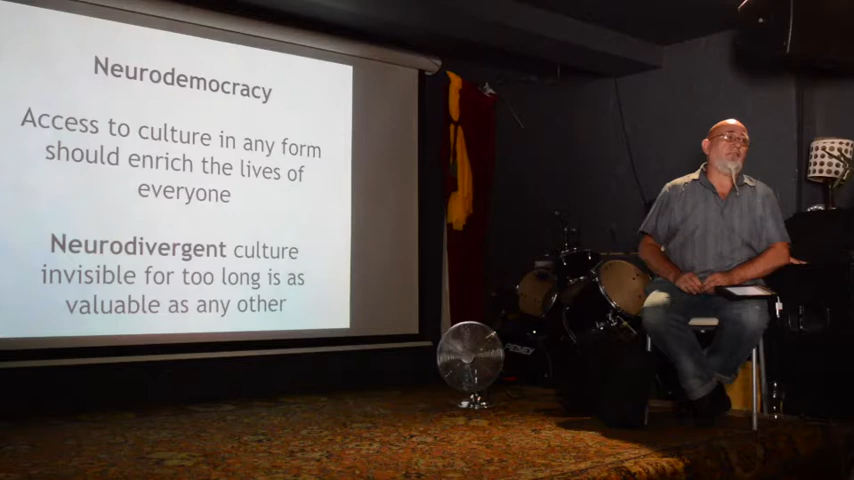 Neurodemocracy
Access to culture in any form
should enrich the lives of
everyone
Neurodivergent culture
invisible for too long is as
valuable as any other